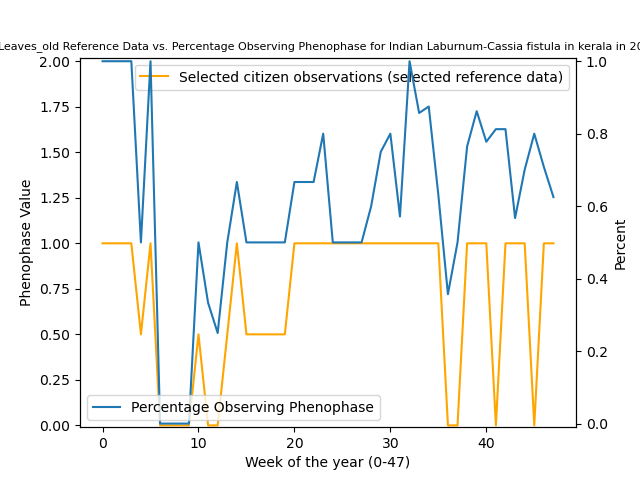 Leaves_old Reference Data vs. Percentage Observing Phenophase for Indian Laburnum-Cassia fistula in kerala in 20
Selected citizen observations (selected reference data)
Percentage Observing Phenophase
Phenophase Value
Percent
2.00
1.75
1.50
1.25
1.00
0.75
0.50
0.25
0.00
1.0
0.8
0.6
0.4
0.2
0.0
0 10 20 30 40
Week of the year (0-47)